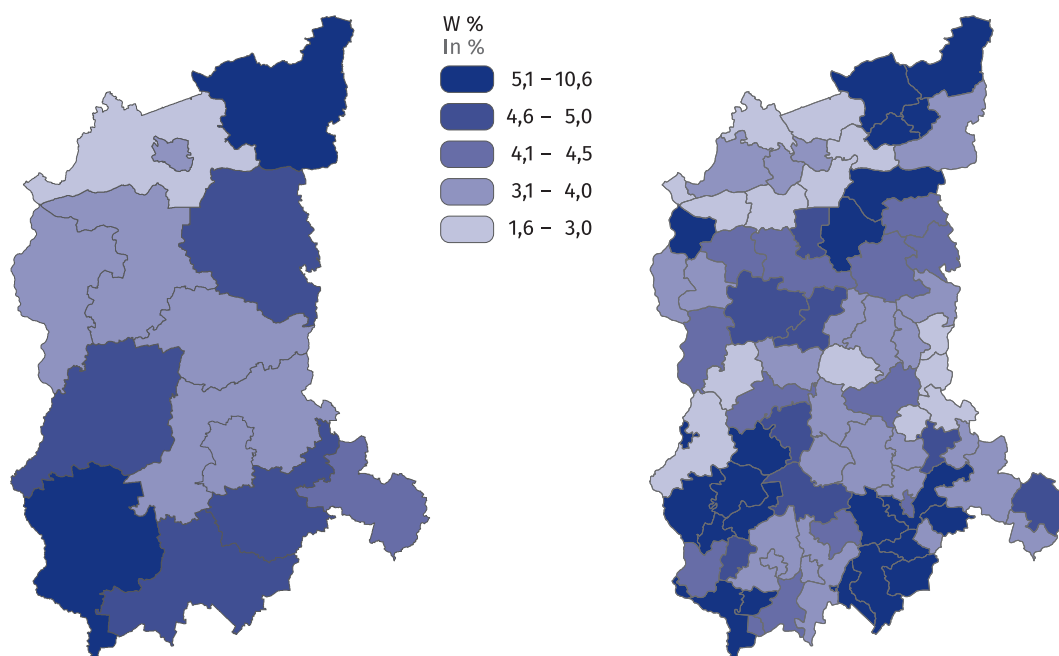 W %
In %
5,1 – 10,6
4,6 – 5,0
4,1 – 4,5
3,1 – 4,0
1,6 – 3,0